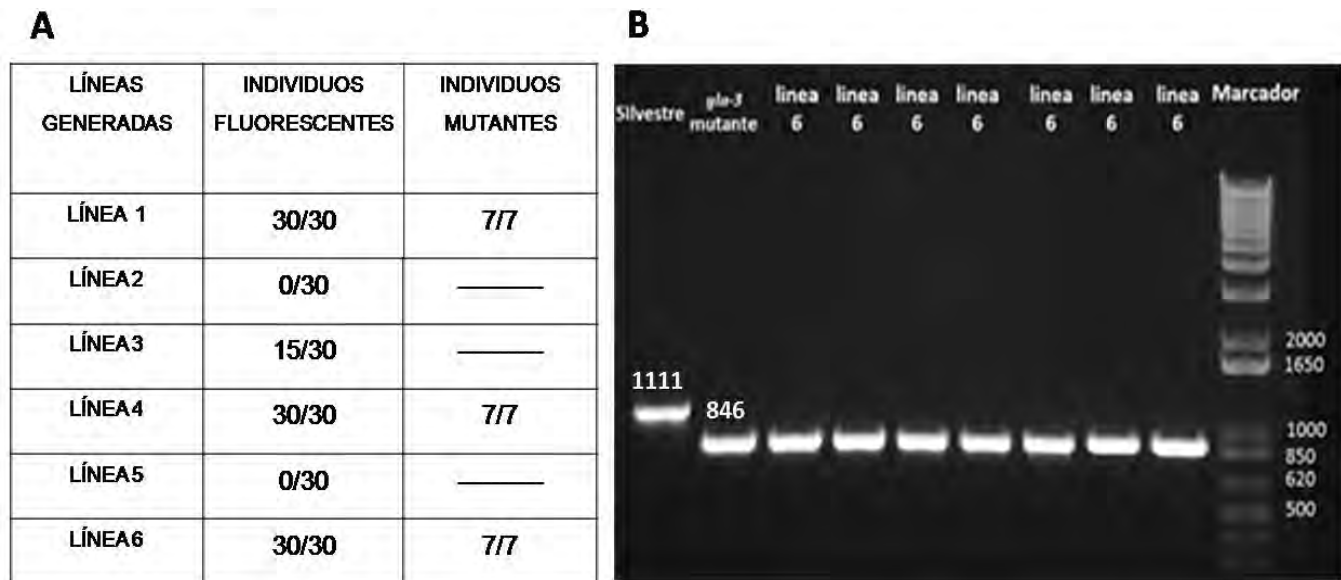 A
LÍNEAS GENERADAS INDIVIDUOS FLUORESCENTES INDIVIDUOS MUTANTES
LÍNEA 1 30/30 7/7
LÍNEA2 0/30
LÍNEA3 15/30
LÍNEA4 30/30 7/7
LÍNEA5 0/30
LÍNEA6 30/30 7/7
B
Silvestre gla-3 mutante linea 6 linea 6 linea 6 linea 6 linea 6 linea 6 linea 6 Marcador
2000
1650
1111
846
1000
850
620
500